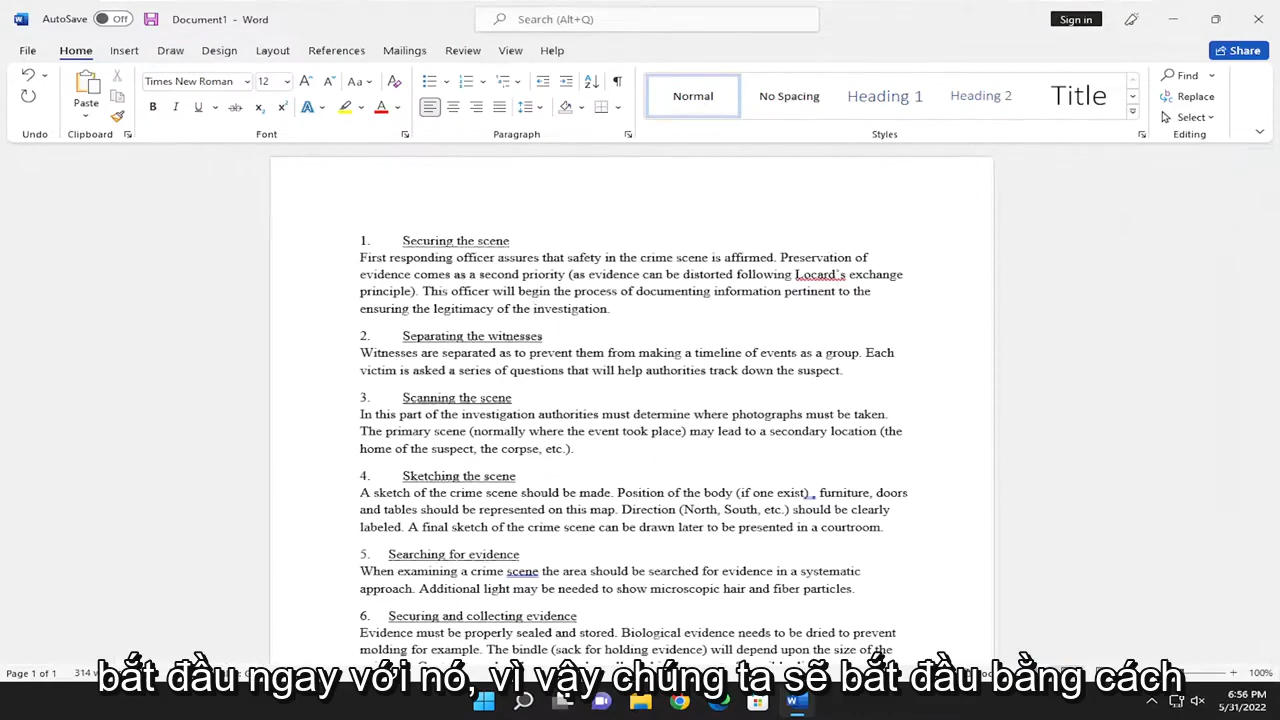 AutoSave Off Document1 - Word Search (Alt+Q) Sign in
File Home Insert Draw Design Layout References Mailings Review View Help Share
Times New Roman 12 Aa Find
Paste Normal No Spacing Heading 1 Heading 2 Title Replace
Select
Undo Clipboard Font Paragraph Styles Editing
1. Securing the scene
First responding officer assures that safety in the crime scene is affirmed. Preservation of
evidence comes as a second priority (as evidence can be distorted following Locard`s exchange
principle). This officer will begin the process of documenting information pertinent to the
ensuring the legitimacy of the investigation.
2. Separating the witnesses
Witnesses are separated as to prevent them from making a timeline of events as a group. Each
victim is asked a series of questions that will help authorities track down the suspect.
3. Scanning the scene
In this part of the investigation authorities must determine where photographs must be taken.
The primary scene (normally where the event took place) may lead to a secondary location (the
home of the suspect, the corpse, etc.).
4. Sketching the scene
A sketch of the crime scene should be made. Position of the body (if one exist) , furniture, doors
and tables should be represented on this map. Direction (North, South, etc.) should be clearly
labeled. A final sketch of the crime scene can be drawn later to be presented in a courtroom.
5. Searching for evidence
When examining a crime scene the area should be searched for evidence in a systematic
approach. Additional light may be needed to show microscopic hair and fiber particles.
6. Securing and collecting evidence
Evidence must be properly sealed and stored. Biological evidence needs to be dried to prevent
molding for example. The bindle (sack for holding evidence) will depend upon the size of the
Page 1 of 1 314 100%
bắt đầu ngay với nó, vì vậy chúng ta sẽ bắt đầu bằng cách
6:56 PM
5/31/2022